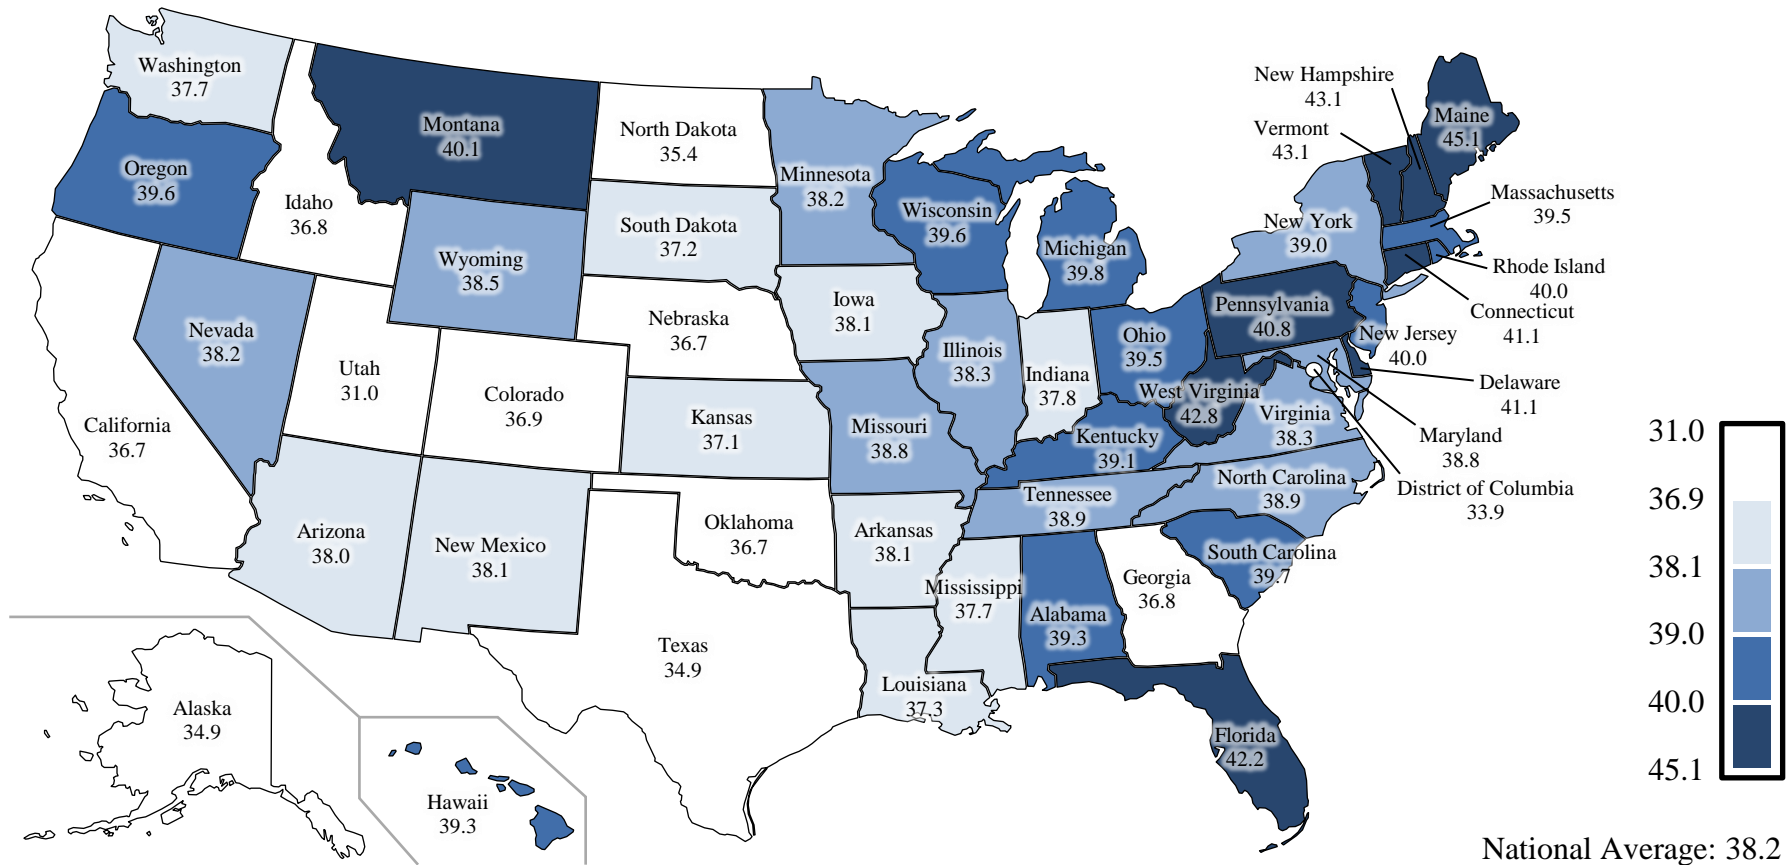 Washington
37.7
Oregon
39.6
California
36.7
Idaho
36.8
Nevada
38.2
Montana
40.1
Wyoming
38.5
Utah
31.0
Colorado
36.9
Arizona
38.0
New Mexico
38.1
North Dakota
35.4
South Dakota
37.2
Nebraska
36.7
Kansas
37.1
Oklahoma
36.7
Texas
34.9
Minnesota
38.2
Iowa
38.1
Missouri
38.8
Arkansas
38.1
Louisiana
37.3
Wisconsin
39.6
Illinois
38.3
Michigan
39.8
Indiana
37.8
Ohio
39.5
Kentucky
39.1
Tennessee
38.9
Mississippi
37.7
Alabama
39.3
Georgia
36.8
Florida
42.2
South Carolina
39.7
North Carolina
38.9
Virginia
38.3
West Virginia
42.8
Pennsylvania
40.8
New York
39.0
New Hampshire
43.1
Vermont
43.1
Maine
45.1
Massachusetts
39.5
Rhode Island
40.0
Connecticut
41.1
New Jersey
40.0
Delaware
41.1
Maryland
38.8
District of Columbia
33.9
Alaska
34.9
Hawaii
39.3
31.0
36.9
38.1
39.0
40.0
45.1
National Average: 38.2